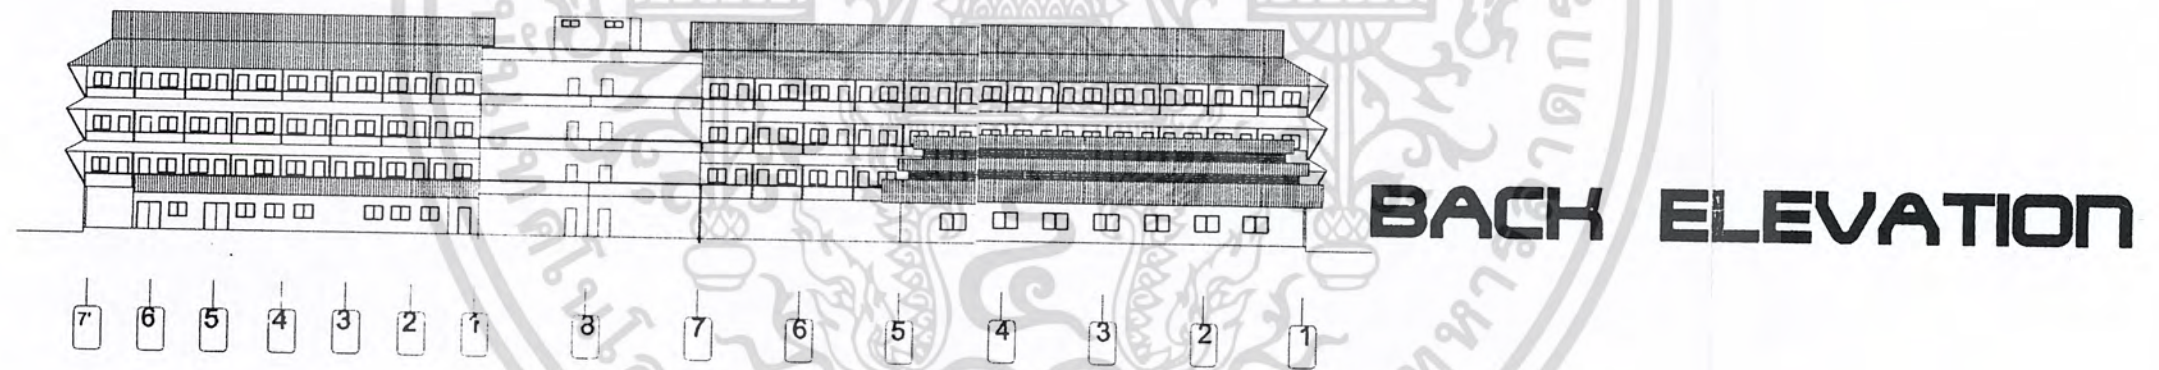 BACK ELEVATION
7' 6 5 4 3 2 1' 8 7 6 5 4 3 2 1